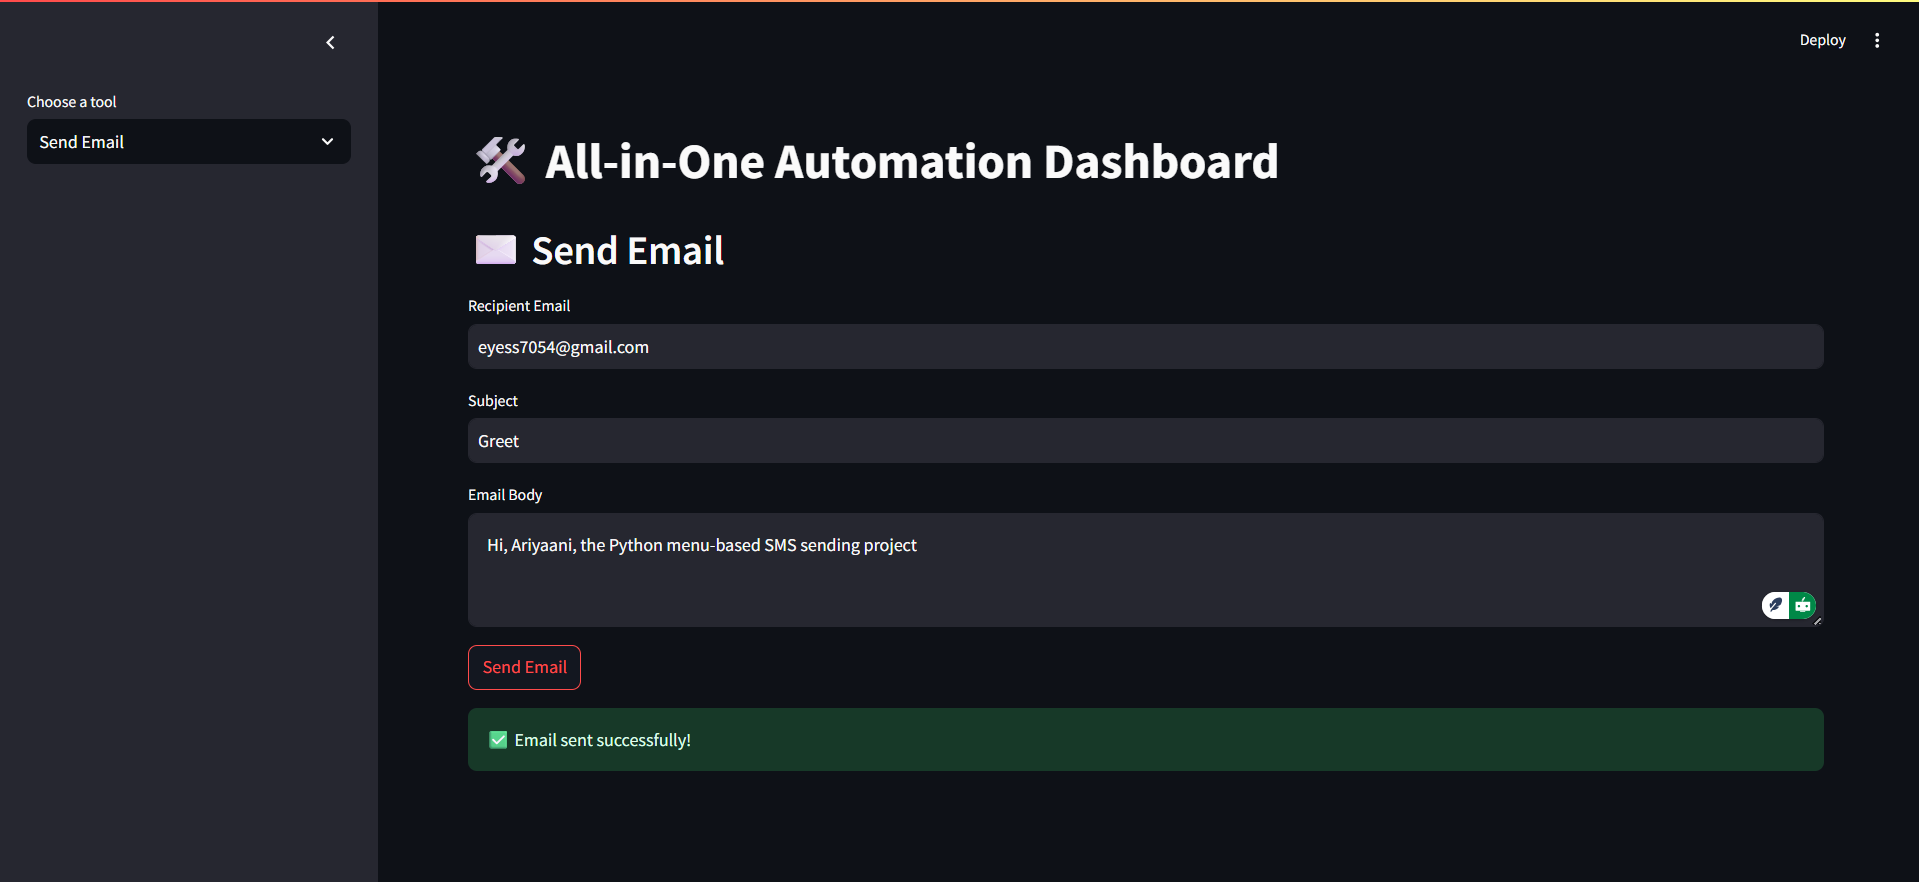 Deploy
Choose a tool
Send Email
All-in-One Automation Dashboard
Send Email
Recipient Email
eyess7054@gmail.com
Subject
Greet
Email Body
Hi, Ariyaani, the Python menu-based SMS sending project
Send Email
Email sent successfully!